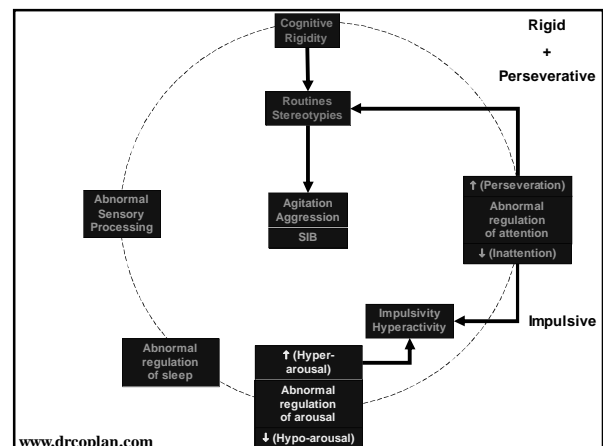 Cognitive
Rigidity
Rigid
+
Perseverative
Routines
Stereotypies
Abnormal
Sensory
Processing
Agitation
Aggression
SIB
↑ (Perseveration)
Abnormal
regulation
of attention
↓ (Inattention)
Impulsivity
Hyperactivity
Impulsive
Abnormal
regulation
of sleep
↑ (Hyper-
arousal)
Abnormal
regulation
of arousal
↓ (Hypo-arousal)
www.drcoplan.com